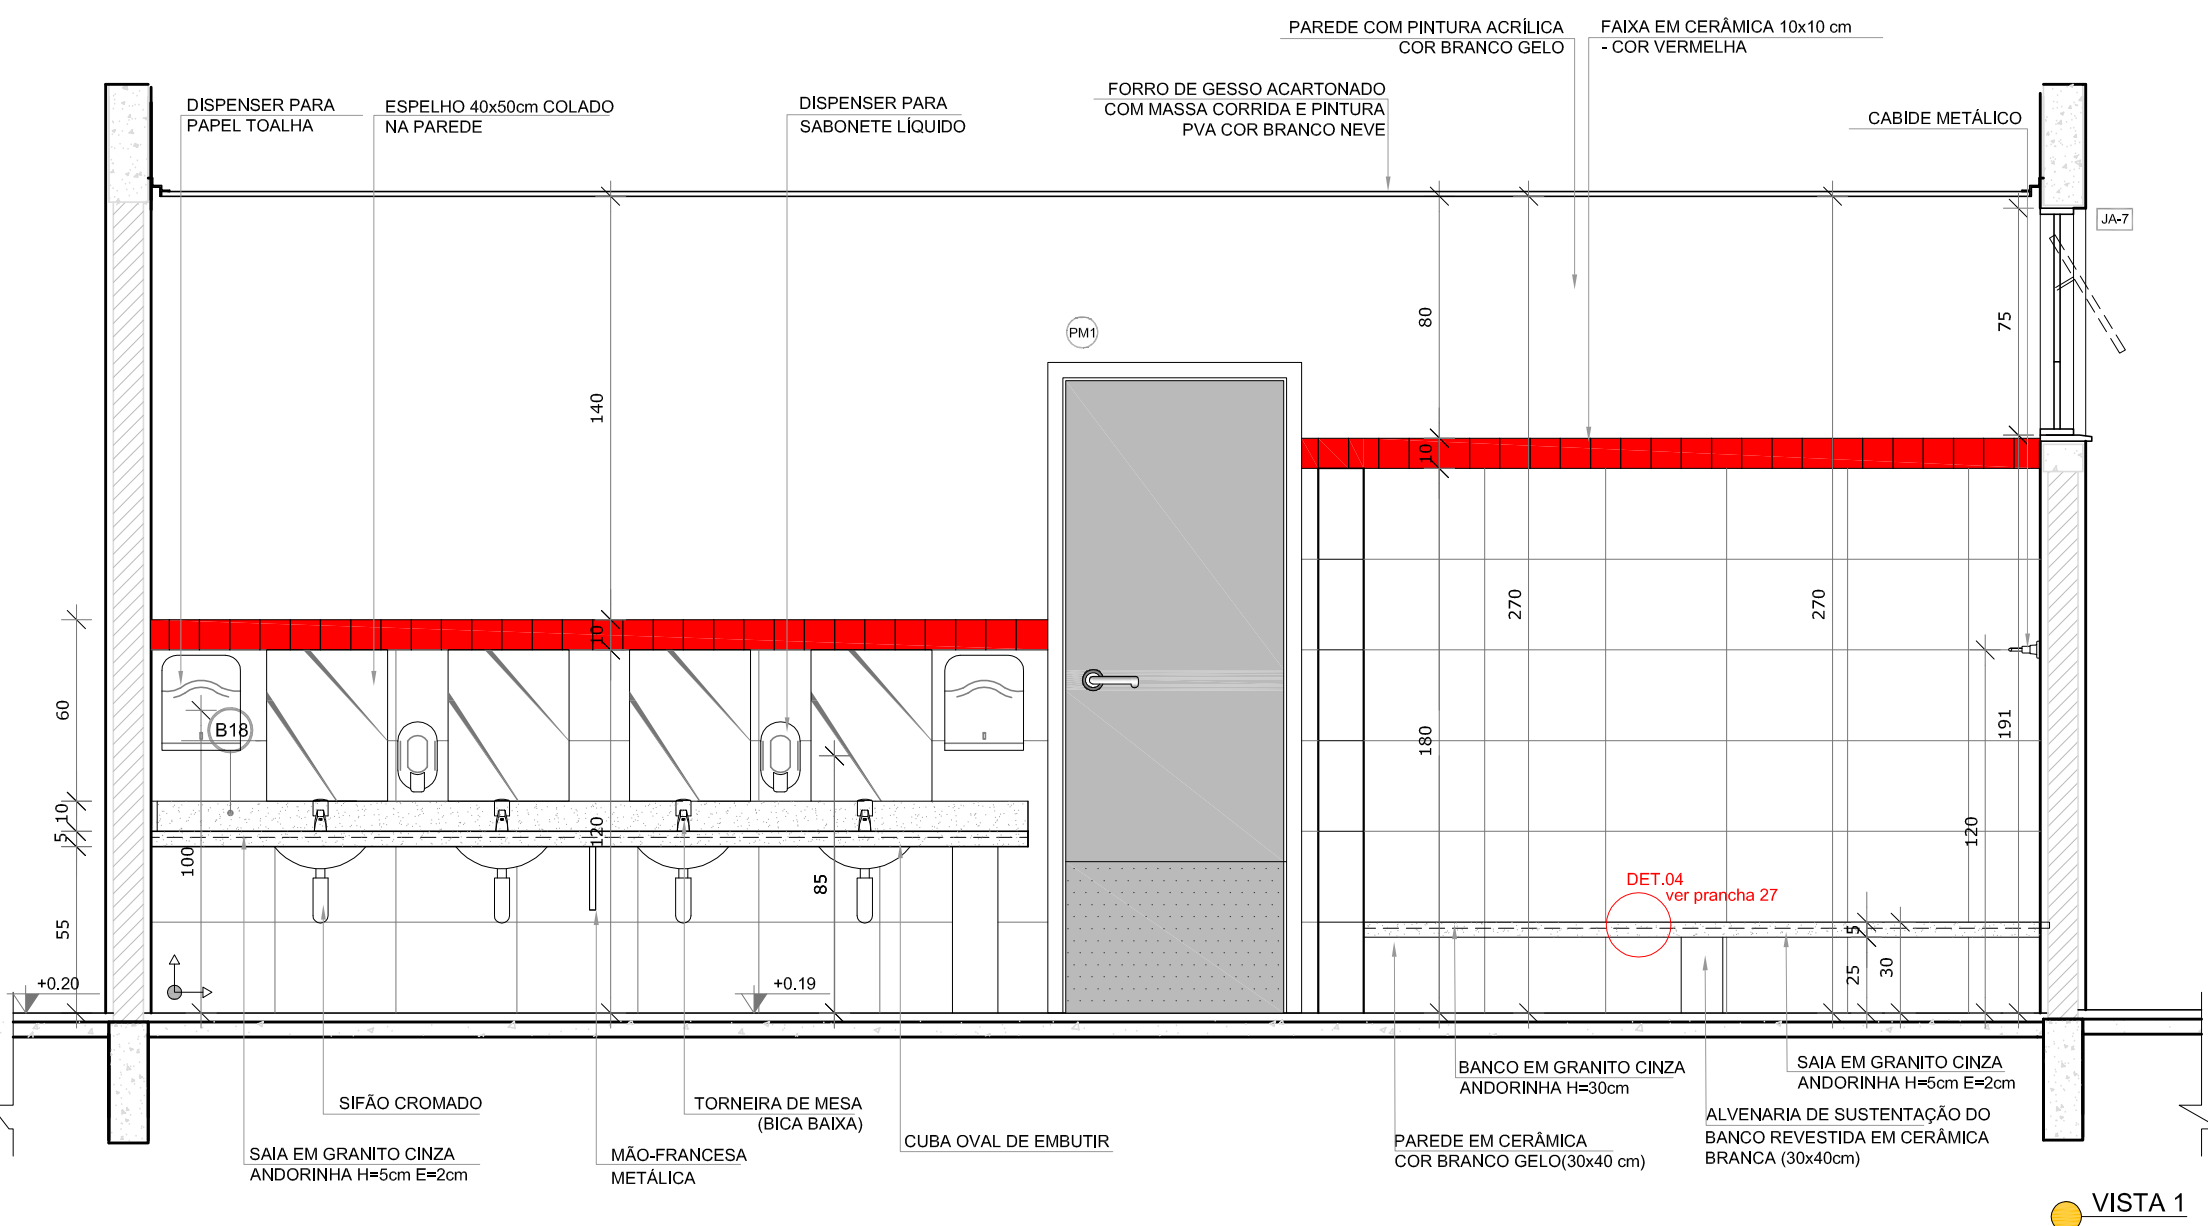 PAREDE COM PINTURA ACRÍLICA
COR BRANCO GELO
FAIXA EM CERÂMICA 10x10 cm
- COR VERMELHA
FORRO DE GESSO ACARTONADO
COM MASSA CORRIDA E PINTURA
PVA COR BRANCO NEVE
DISPENSER PARA
PAPEL TOALHA
ESPELHO 40x50cm COLADO
NA PAREDE
DISPENSER PARA
SABONETE LÍQUIDO
CABIDE METÁLICO
JA-7
PM1
140
80
75
10
10
270
270
180
191
120
60
10
5
55
100
B18
120
85
DET.04
ver prancha 27
5
25
30
+0.20
+0.19
SIFÃO CROMADO
SAIA EM GRANITO CINZA
ANDORINHA H=5cm E=2cm
TORNEIRA DE MESA
(BICA BAIXA)
MÃO-FRANCESA
METÁLICA
CUBA OVAL DE EMBUTIR
BANCO EM GRANITO CINZA
ANDORINHA H=30cm
SAIA EM GRANITO CINZA
ANDORINHA H=5cm E=2cm
PAREDE EM CERÂMICA
COR BRANCO GELO(30x40 cm)
ALVENARIA DE SUSTENTAÇÃO DO
BANCO REVESTIDA EM CERÂMICA
BRANCA (30x40cm)
VISTA 1